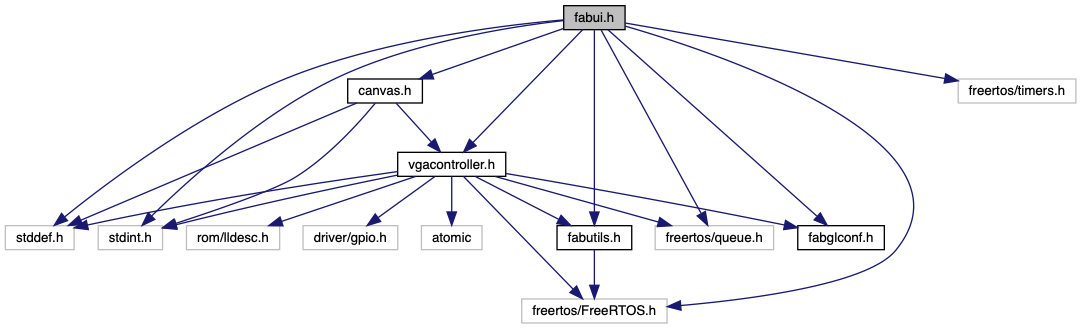 fabui.h
canvas.h
freertos/timers.h
vgacontroller.h
stddef.h
stdint.h
rom/lldesc.h
driver/gpio.h
atomic
fabutils.h
freertos/queue.h
fabglconf.h
freertos/FreeRTOS.h